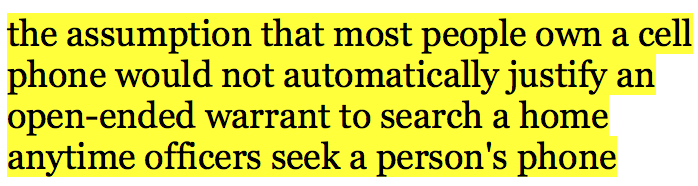 the assumption that most people own a cell
phone would not automatically justify an
open-ended warrant to search a home
anytime officers seek a person's phone